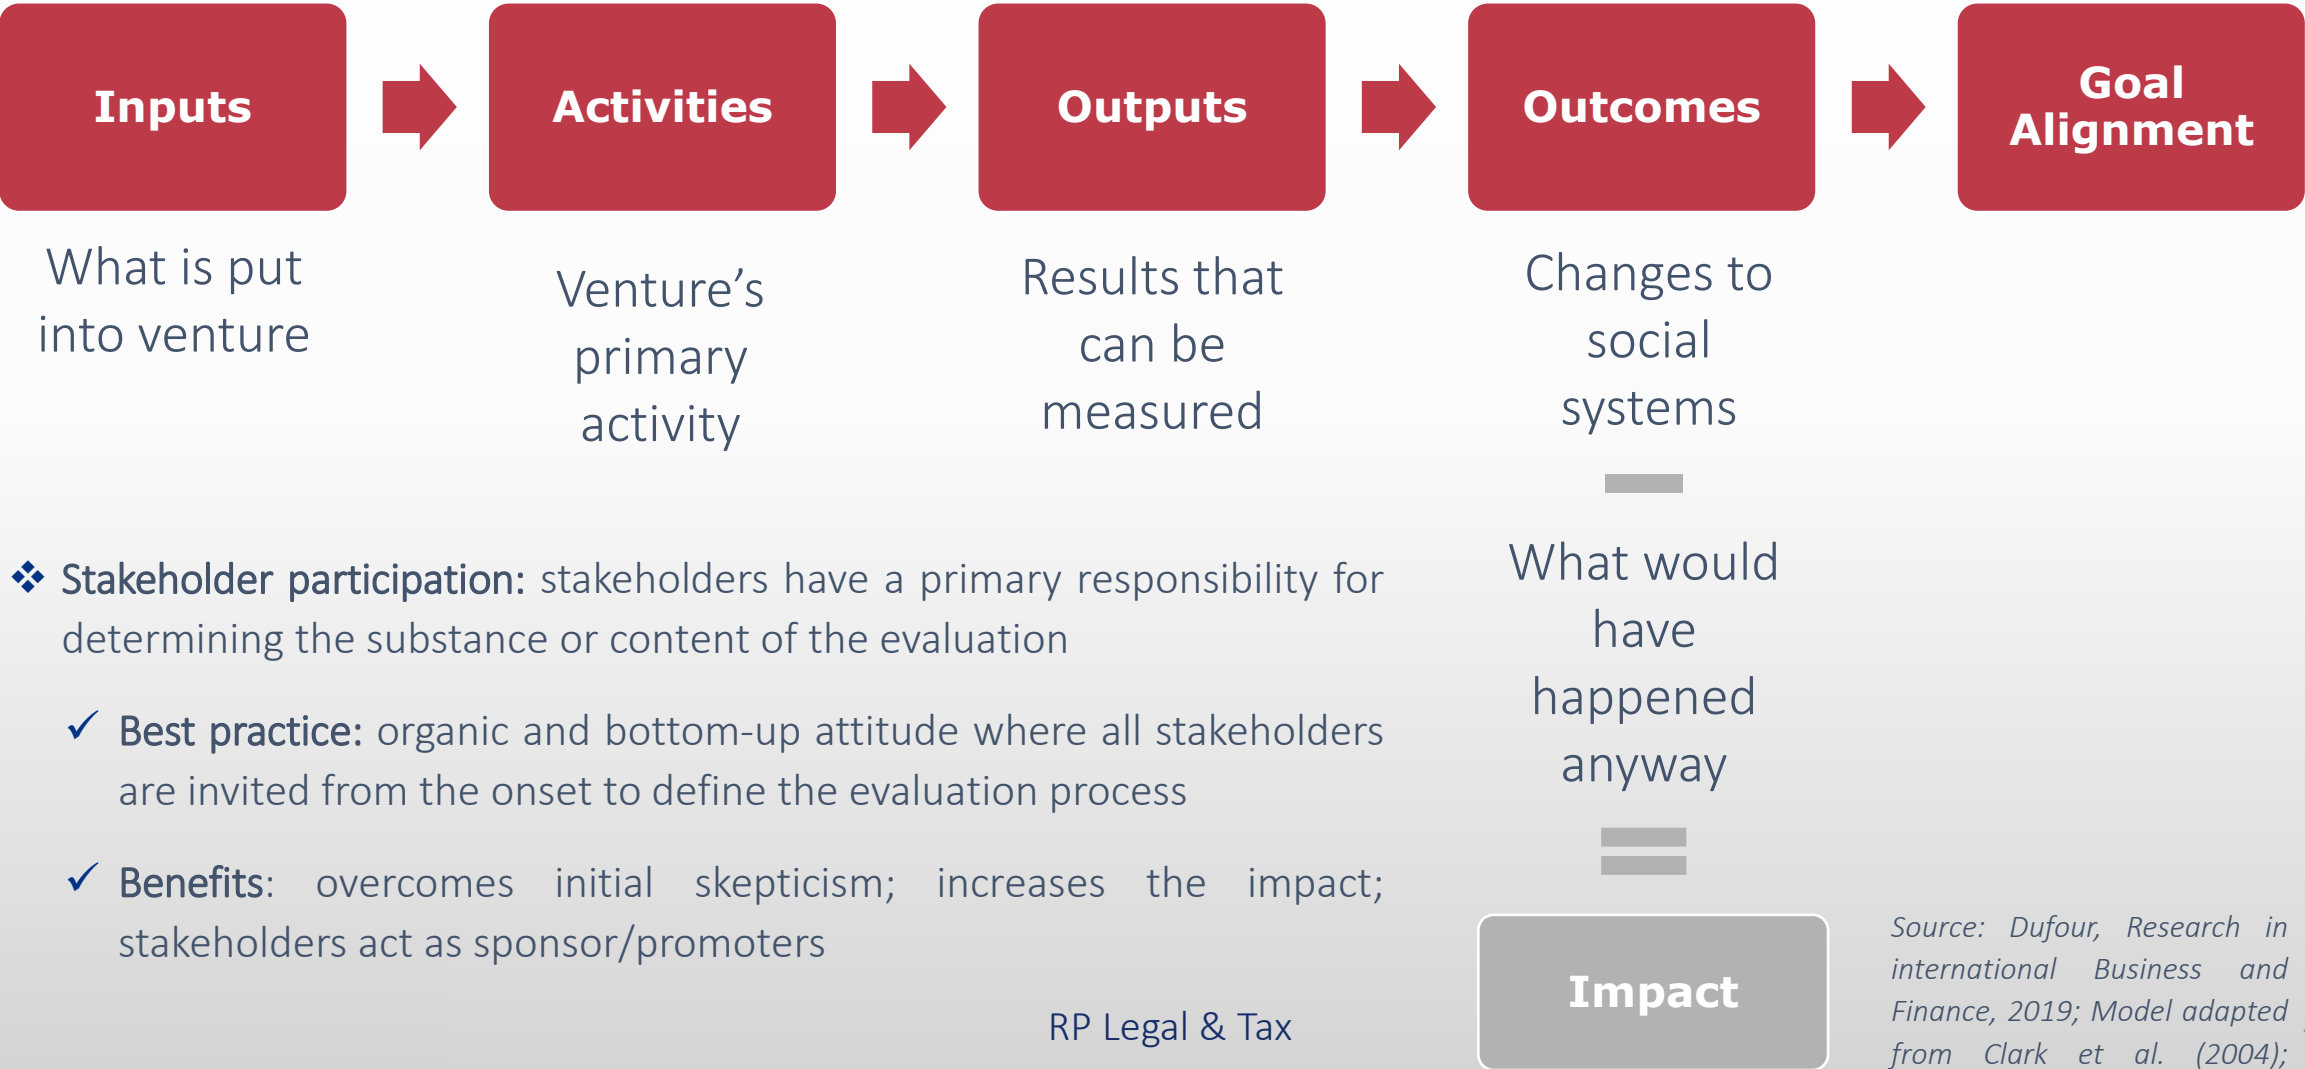 Inputs
Activities
Outputs
Outcomes
Goal
Alignment
What is put
into venture
Venture’s
primary
activity
Results that
can be
measured
Changes to
social
systems
What would
have
happened
anyway
Impact
❖ Stakeholder participation: stakeholders have a primary responsibility for
determining the substance or content of the evaluation
✓ Best practice: organic and bottom-up attitude where all stakeholders
are invited from the onset to define the evaluation process
✓ Benefits: overcomes initial skepticism; increases the impact;
stakeholders act as sponsor/promoters
RP Legal & Tax
Source: Dufour, Research in
international Business and
Finance, 2019; Model adapted
from Clark et al. (2004);